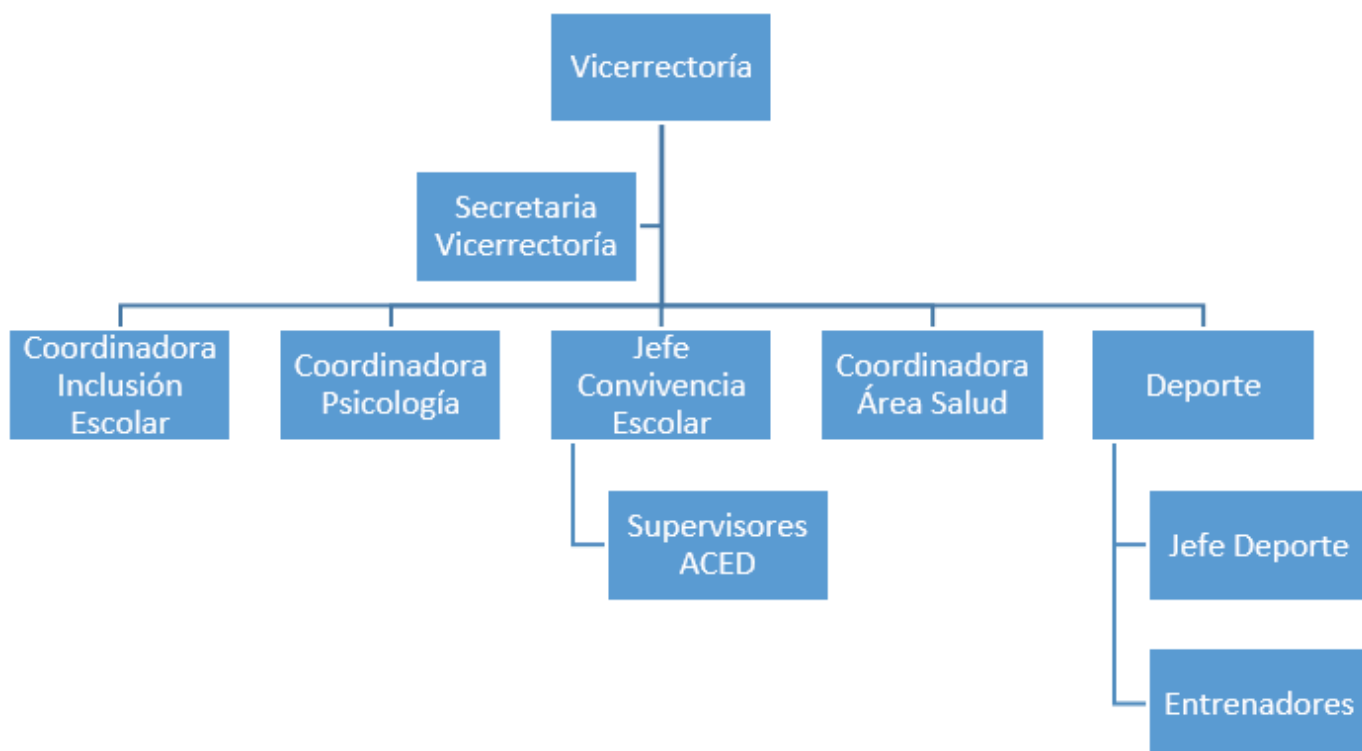 Vicerrectoría
Secretaria
Vicerrectoría
Coordinadora
Inclusión
Escolar
Coordinadora
Psicología
Jefe
Convivencia
Escolar
Coordinadora
Área Salud
Deporte
Supervisores
ACED
Jefe Deporte
Entrenadores